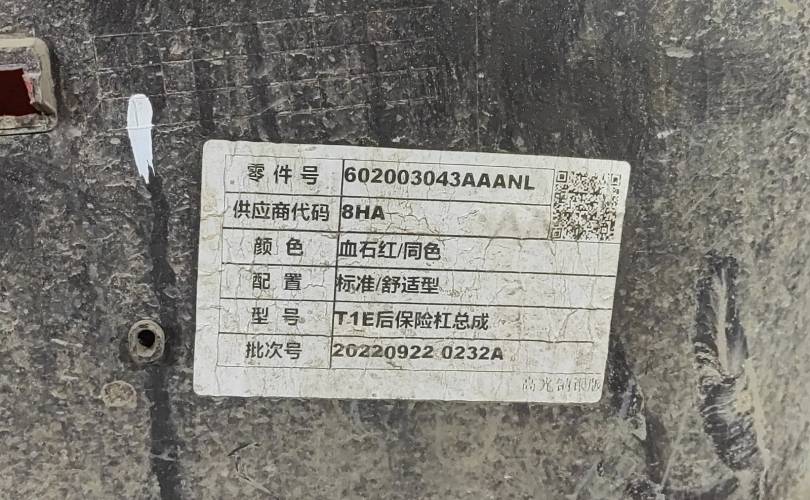 零件号 602003043AAANL
供应商代码 8HA
颜色 血石红/同色
配置 标准/舒适型
型号 T1E后保险杠总成
批次号 20220922 0232A
高光